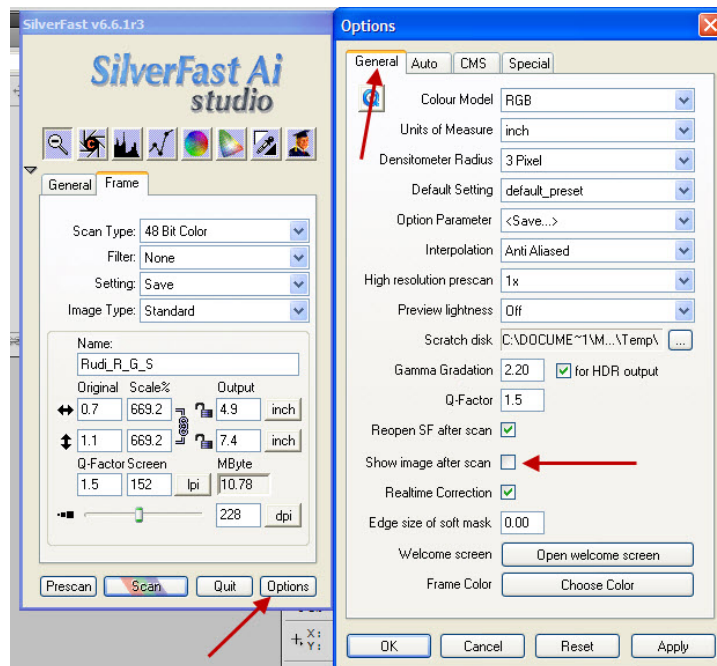 SilverFast v6.6.1r3
SilverFast Ai
studio
General Frame
Scan Type: 48 Bit Color
Filter: None
Setting: Save
Image Type: Standard
Name:
Rudi_R_G_S
Original Scale% Output
0.7 669.2 4.9 inch
1.1 669.2 7.4 inch
Q-Factor Screen MByte
1.5 152 lpi 10.78
228 dpi
Prescan Scan Quit Options
X:
Y:
Options
General Auto CMS Special
Colour Model RGB
Units of Measure inch
Densitometer Radius 3 Pixel
Default Setting default_preset
Option Parameter <Save...>
Interpolation Anti Aliased
High resolution prescan 1x
Preview lightness Off
Scratch disk C:\DOCUME~1\M...\Temp\ ...
Gamma Gradation 2.20 for HDR output
Q-Factor 1.5
Reopen SF after scan
Show image after scan
Realtime Correction
Edge size of soft mask 0.00
Welcome screen Open welcome screen
Frame Color Choose Color
OK Cancel Reset Apply